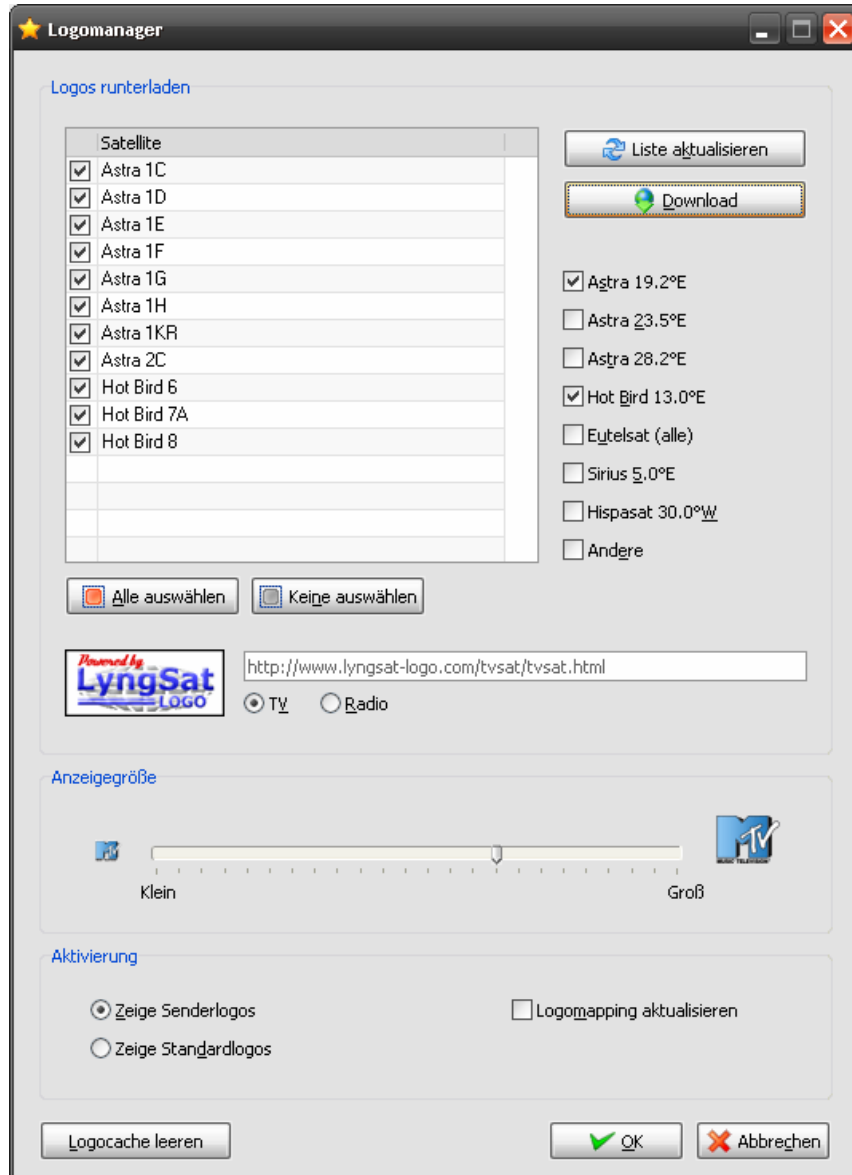 Logomanager
Logos runterladen
Satellite
Astra 1C
Astra 1D
Astra 1E
Astra 1F
Astra 1G
Astra 1H
Astra 1KR
Astra 2C
Hot Bird 6
Hot Bird 7A
Hot Bird 8
Liste aktualisieren
Download
Astra 19.2°E
Astra 23.5°E
Astra 28.2°E
Hot Bird 13.0°E
Eutelsat (alle)
Sirius 5.0°E
Hispasat 30.0°W
Andere
Alle auswählen
Keine auswählen
Powered by
LyngSat
LOGO
http://www.lyngsat-logo.com/tvsat/tvsat.html
TV
Radio
Anzeigegröße
MTV
MUSIC TELEVISION
Klein
Groß
Aktivierung
Zeige Senderlogos
Logomapping aktualisieren
Zeige Standardlogos
Logocache leeren
OK
Abbrechen